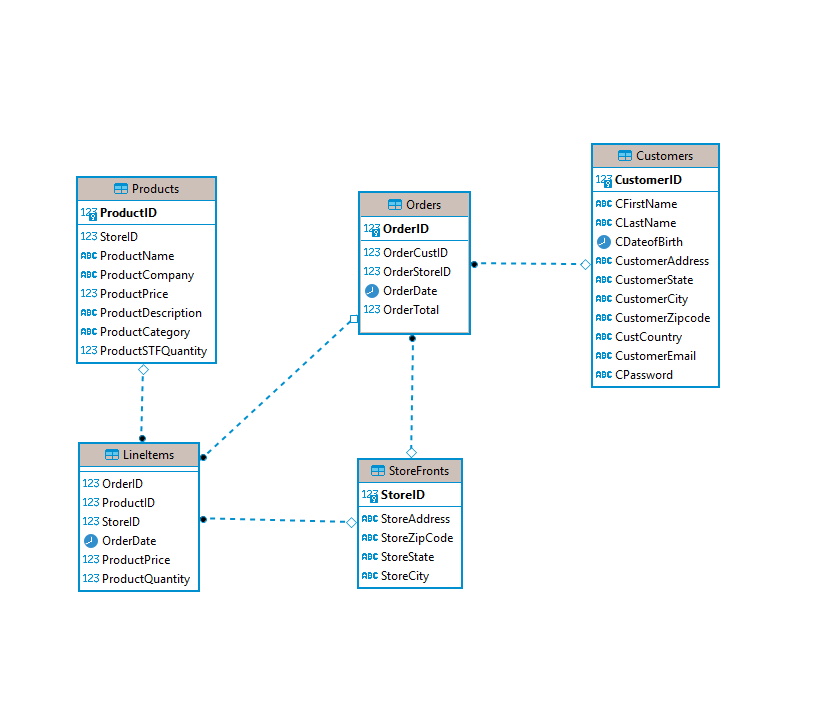 Products
123 ProductID
123 StoreID
ABC ProductName
ABC ProductCompany
123 ProductPrice
ABC ProductDescription
ABC ProductCategory
123 ProductSTFQuantity
Orders
123 OrderID
123 OrderCustID
123 OrderStoreID
OrderDate
123 OrderTotal
Customers
123 CustomerID
ABC CFirstName
ABC CLastName
CDateofBirth
ABC CustomerAddress
ABC CustomerState
ABC CustomerCity
ABC CustomerZipcode
ABC CustCountry
ABC CustomerEmail
ABC CPassword
LineItems
123 OrderID
123 ProductID
123 StoreID
OrderDate
123 ProductPrice
123 ProductQuantity
StoreFronts
123 StoreID
ABC StoreAddress
ABC StoreZipCode
ABC StoreState
ABC StoreCity